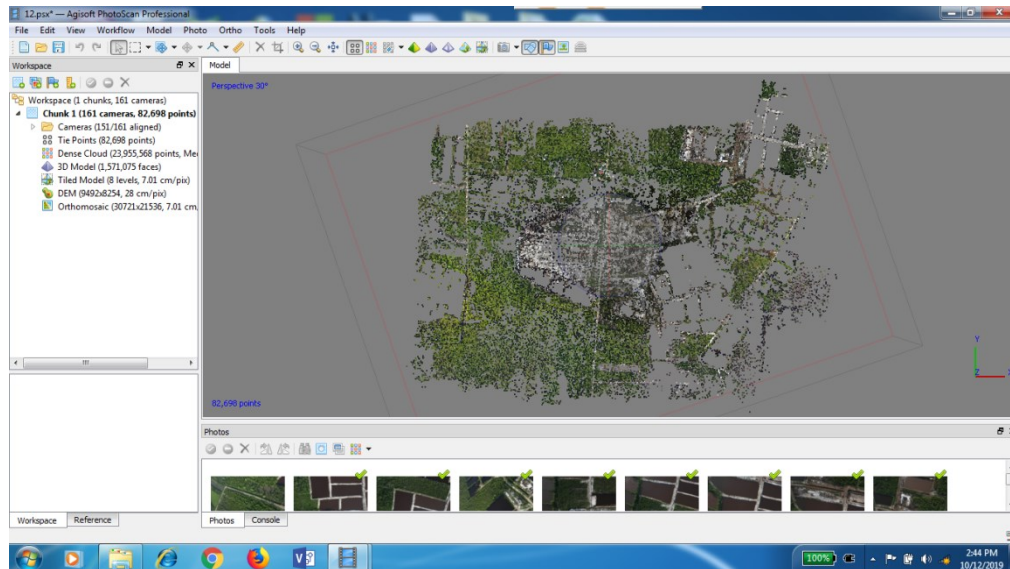 12.psx* — Agisoft PhotoScan Professional
File Edit View Workflow Model Photo Ortho Tools Help
Workspace
Model
Workspace (1 chunks, 161 cameras)
Chunk 1 (161 cameras, 82,698 points)
Cameras (151/161 aligned)
Tie Points (82,698 points)
Dense Cloud (23,955,568 points, Me
3D Model (1,571,075 faces)
Tiled Model (8 levels, 7.01 cm/pix)
DEM (9492x8254, 28 cm/pix)
Orthomosaic (30721x21536, 7.01 cm,
Perspective 30°
Y
Z
82,698 points
Photos
Workspace Reference
Photos Console
100%
2:44 PM
10/12/2019